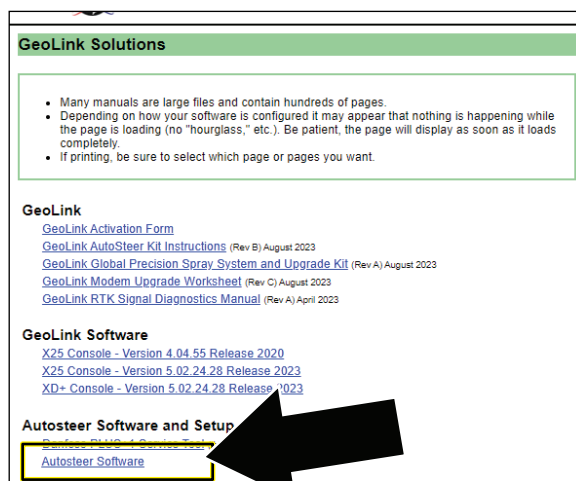 GeoLink Solutions
• Many manuals are large files and contain hundreds of pages.
• Depending on how your software is configured it may appear that nothing is happening while
the page is loading (no "hourglass," etc.). Be patient, the page will display as soon as it loads
completely.
• If printing, be sure to select which page or pages you want.
GeoLink
GeoLink Activation Form
GeoLink AutoSteer Kit Instructions (Rev B) August 2023
GeoLink Global Precision Spray System and Upgrade Kit (Rev A) August 2023
GeoLink Modem Upgrade Worksheet (Rev C) August 2023
GeoLink RTK Signal Diagnostics Manual (Rev A) April 2023
GeoLink Software
X25 Console - Version 4.04.55 Release 2020
X25 Console - Version 5.02.24.28 Release 2023
XD+ Console - Version 5.02.24.28 Release 2023
Autosteer Software and Setup
Danfoss PLUS+1 Service Tool
Autosteer Software